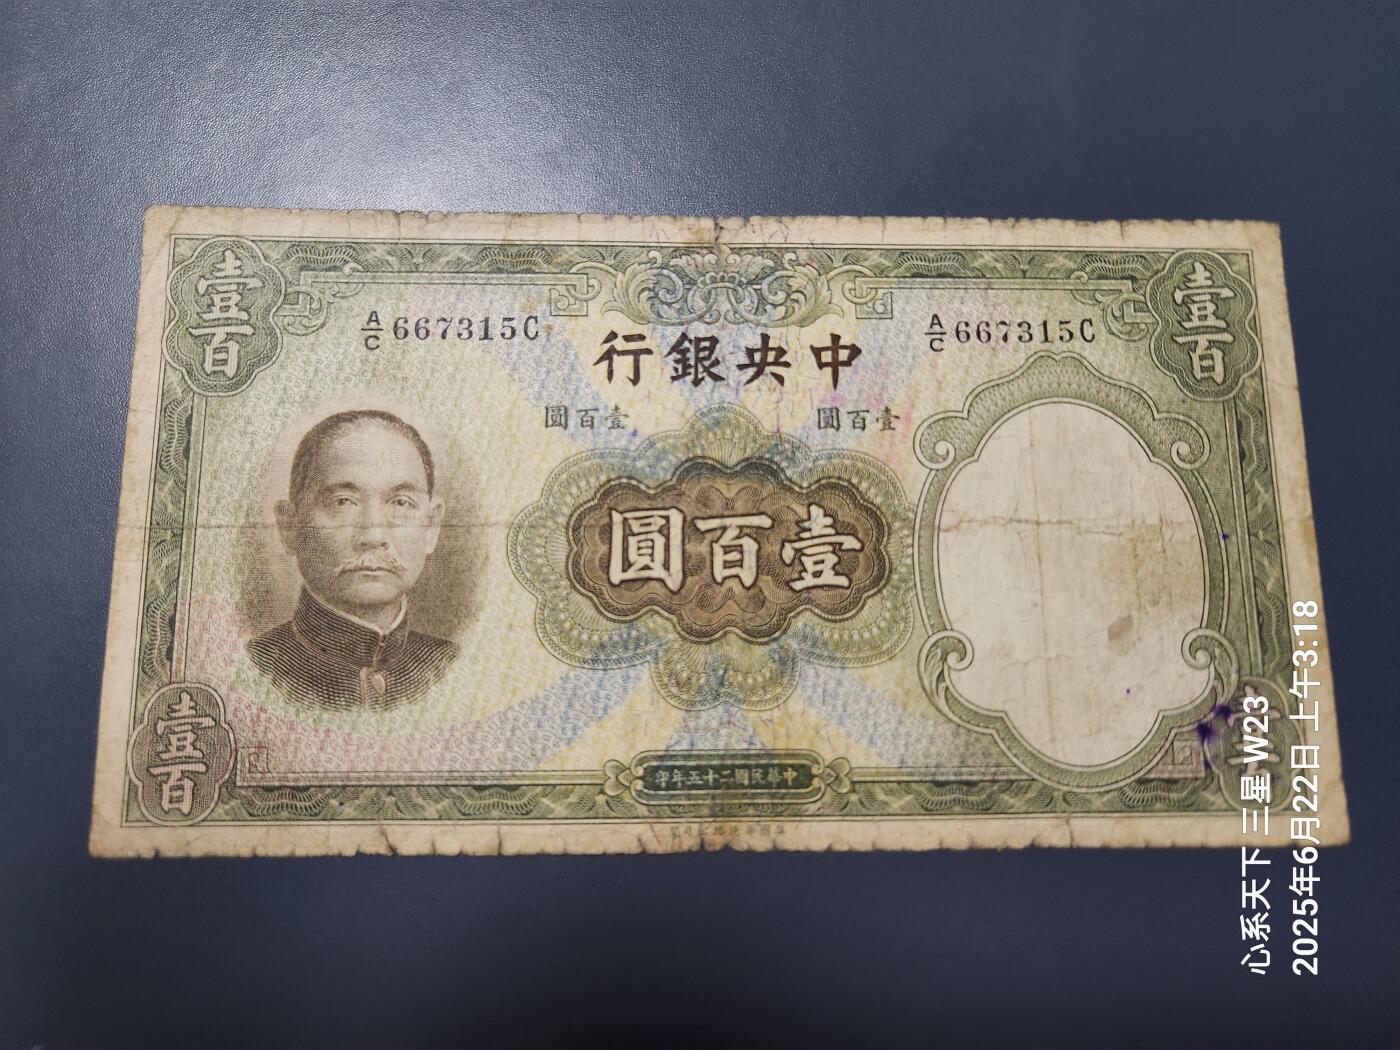 壹百
壹百
A/C 667315C
A/C 667315C
中央銀行
壹百圓
壹百圓
壹百圓
壹百
中華民國二十五年印
心系天下 三星 W23
2025年6月22日 上午3:18